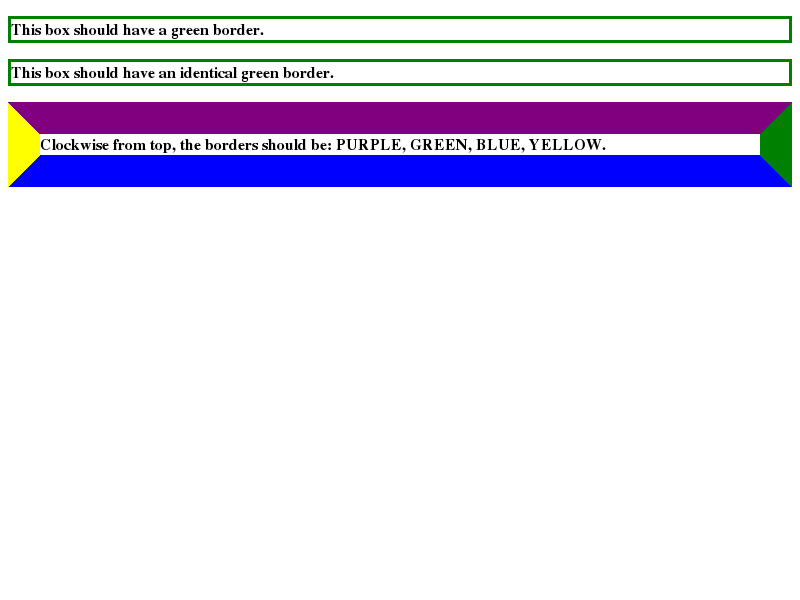 This box should have a green border.
This box should have an identical green border.
Clockwise from top, the borders should be: PURPLE, GREEN, BLUE, YELLOW.